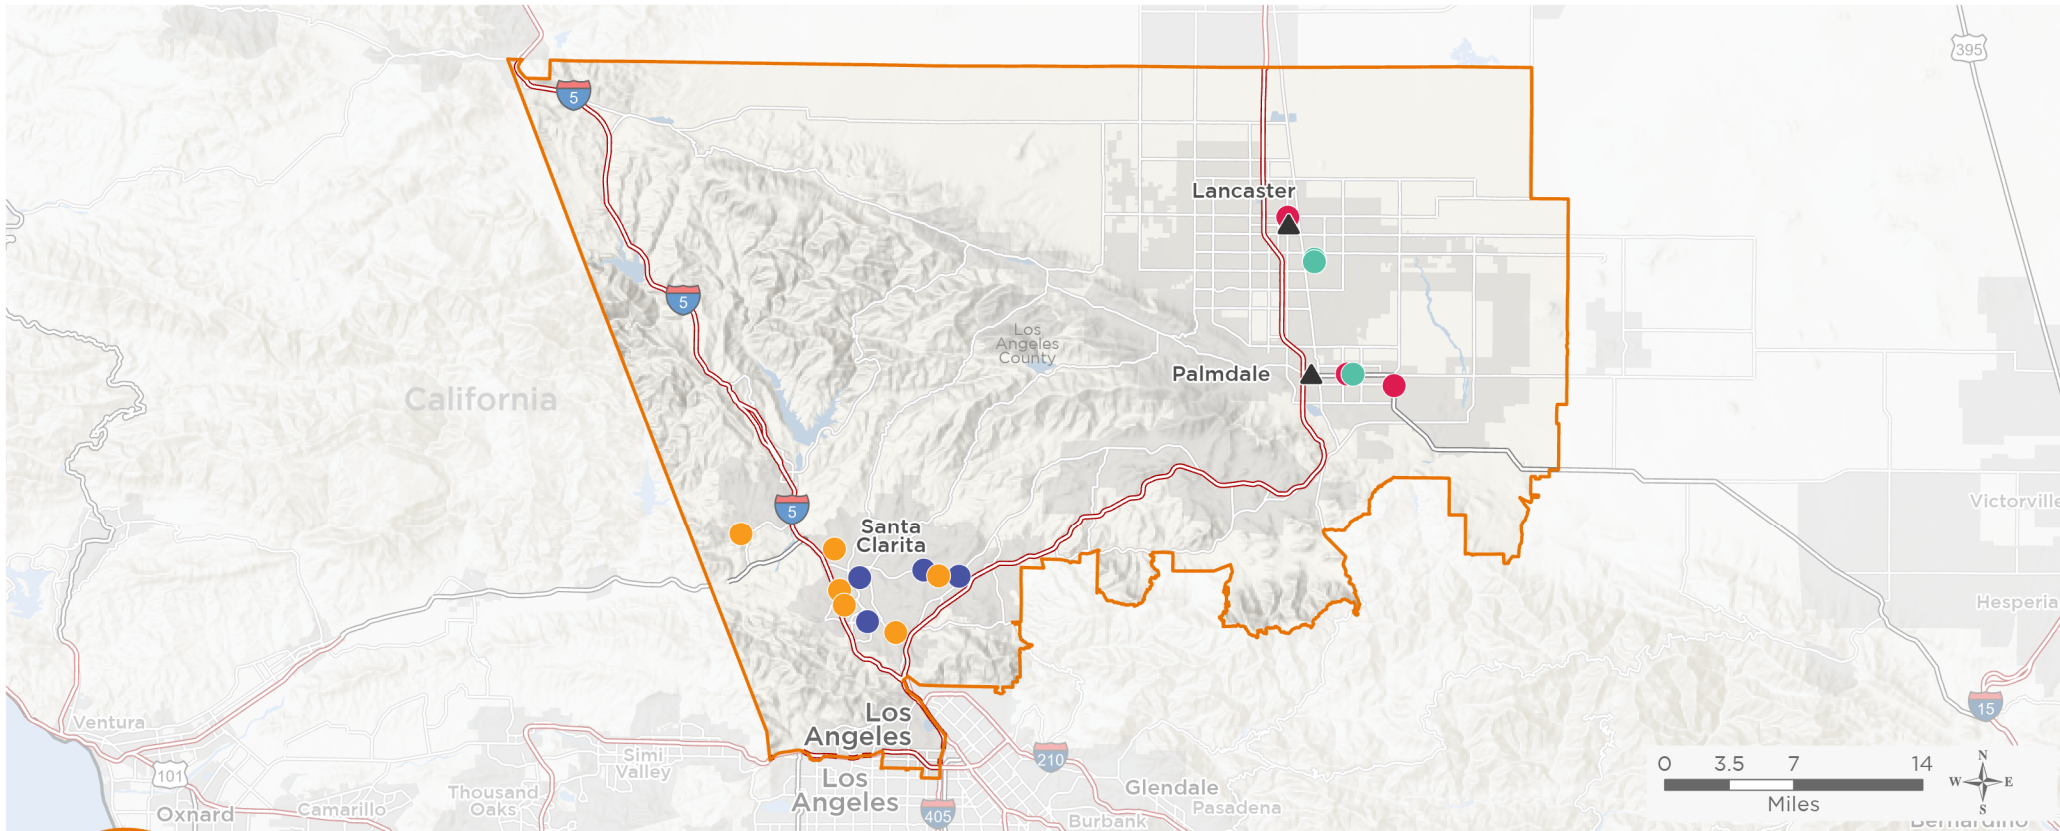 395
5
Lancaster
5
Los
Angeles
County
Palmdale
California
5
Santa
Clarita
Victorville
Hesperia
Los
Angeles
15
Ventura
Simi
Valley
210
101
Los
Angeles
Thousand
Oaks
Glendale
Pasadena
Camarillo
Oxnard
405
Burbank
0 3.5 7 14
Miles
N
W E
S
Bernardino